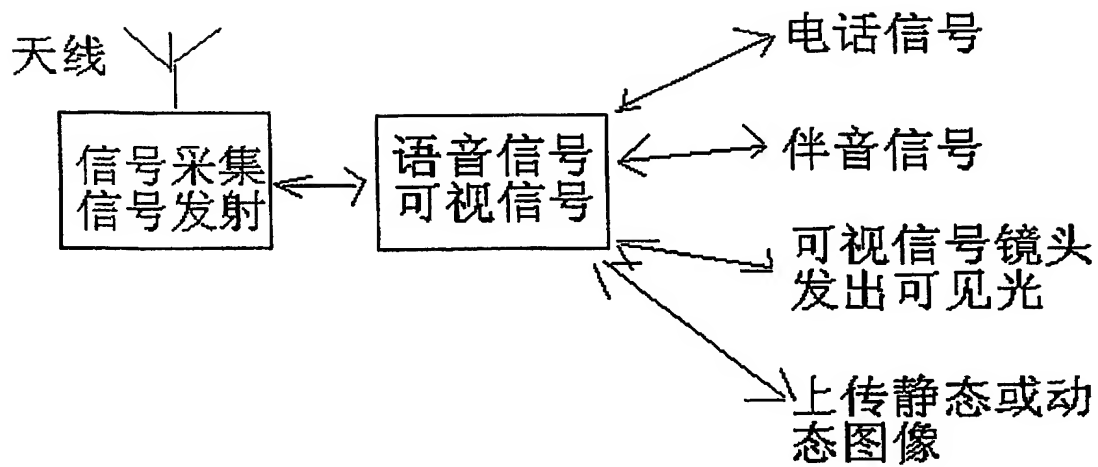 天线
信号采集
信号发射
语音信号
可视信号
电话信号
伴音信号
可视信号镜头
发出可见光
上传静态或动
态图像